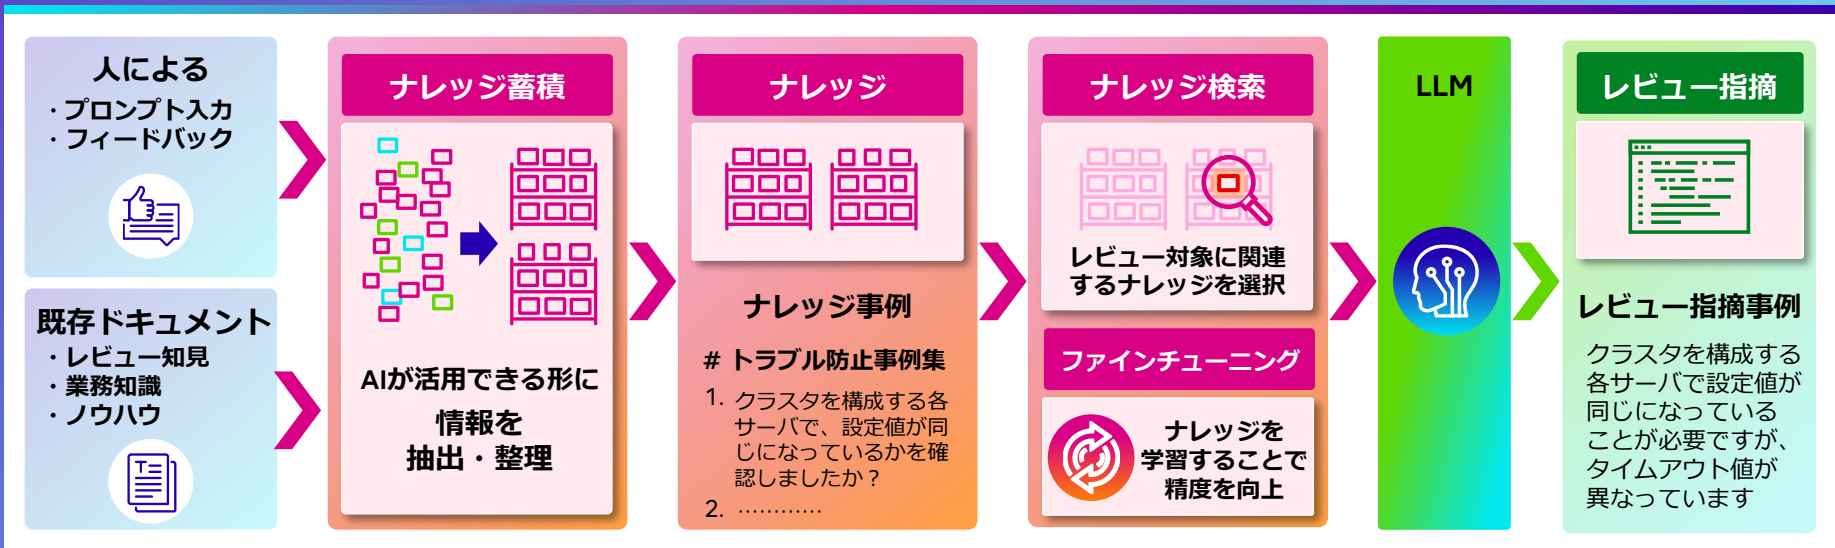 人による
・プロンプト入力
・フィードバック
既存ドキュメント
・レビュー知見
・業務知識
・ノウハウ
ナレッジ蓄積
AIが活用できる形に
情報を
抽出・整理
ナレッジ
ナレッジ事例
# トラブル防止事例集
1. クラスタを構成する各
サーバで、設定値が同
じになっているかを確
認しましたか？
2. …………
ナレッジ検索
レビュー対象に関連
するナレッジを選択
ファインチューニング
ナレッジを
学習することで
精度を向上
LLM
レビュー指摘
レビュー指摘事例
クラスタを構成する
各サーバで設定値が
同じになっている
ことが必要ですが、
タイムアウト値が
異なっています